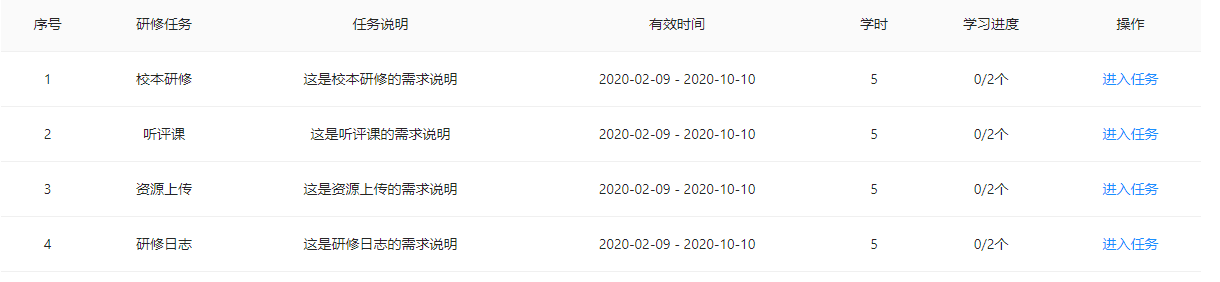 序号 研修任务 任务说明 有效时间 学时 学习进度 操作
1 校本研修 这是校本研修的需求说明 2020-02-09 - 2020-10-10 5 0/2个 进入任务
2 听评课 这是听评课的需求说明 2020-02-09 - 2020-10-10 5 0/2个 进入任务
3 资源上传 这是资源上传的需求说明 2020-02-09 - 2020-10-10 5 0/2个 进入任务
4 研修日志 这是研修日志的需求说明 2020-02-09 - 2020-10-10 5 0/2个 进入任务